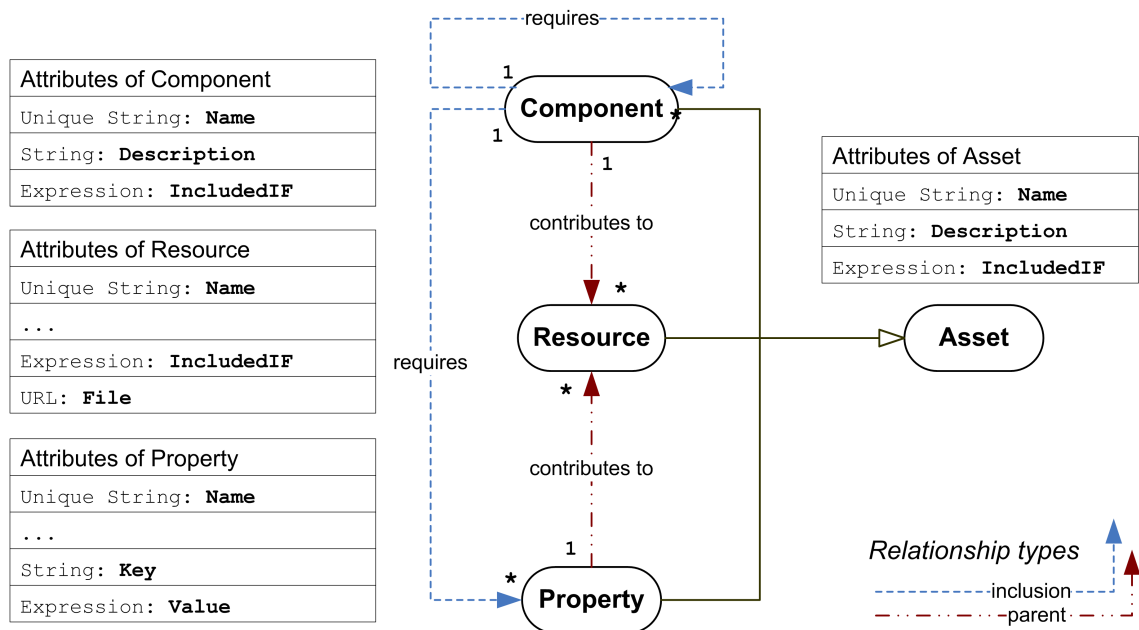 requires
Attributes of Component
Unique String: Name
String: Description
Expression: IncludedIF
1
Component
*
1
1
Attributes of Asset
Unique String: Name
String: Description
Expression: IncludedIF
contributes to
Attributes of Resource
Unique String: Name
...
Expression: IncludedIF
URL: File
*
Resource
Asset
requires
*
Attributes of Property
Unique String: Name
...
String: Key
Expression: Value
contributes to
1
*
Property
Relationship types
inclusion
parent